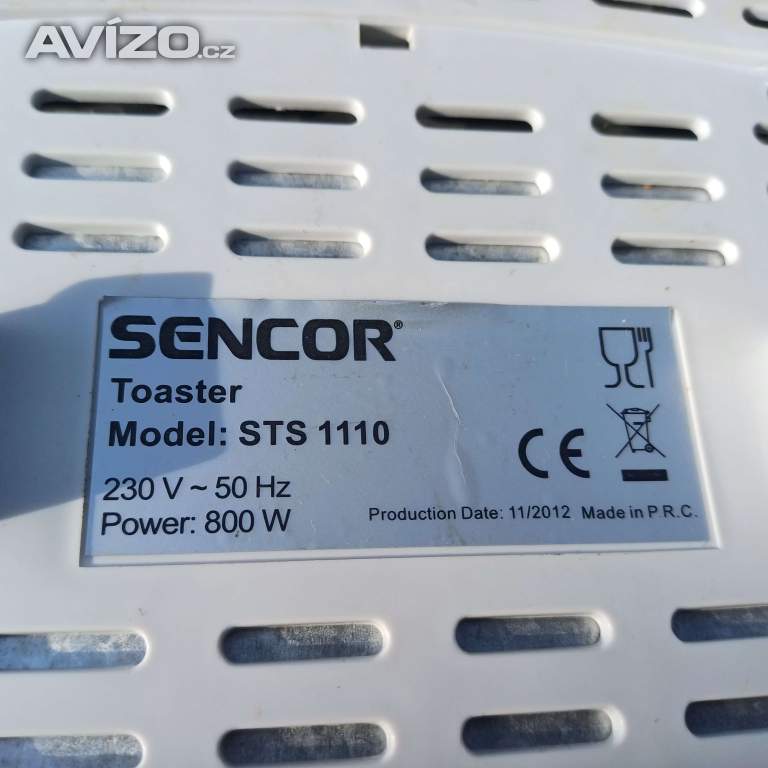 AVÍZO.cz
SENCOR®
Toaster
Model: STS 1110
230 V ~ 50 Hz
Power: 800 W
CE
Production Date: 11/2012 Made in P.R.C.